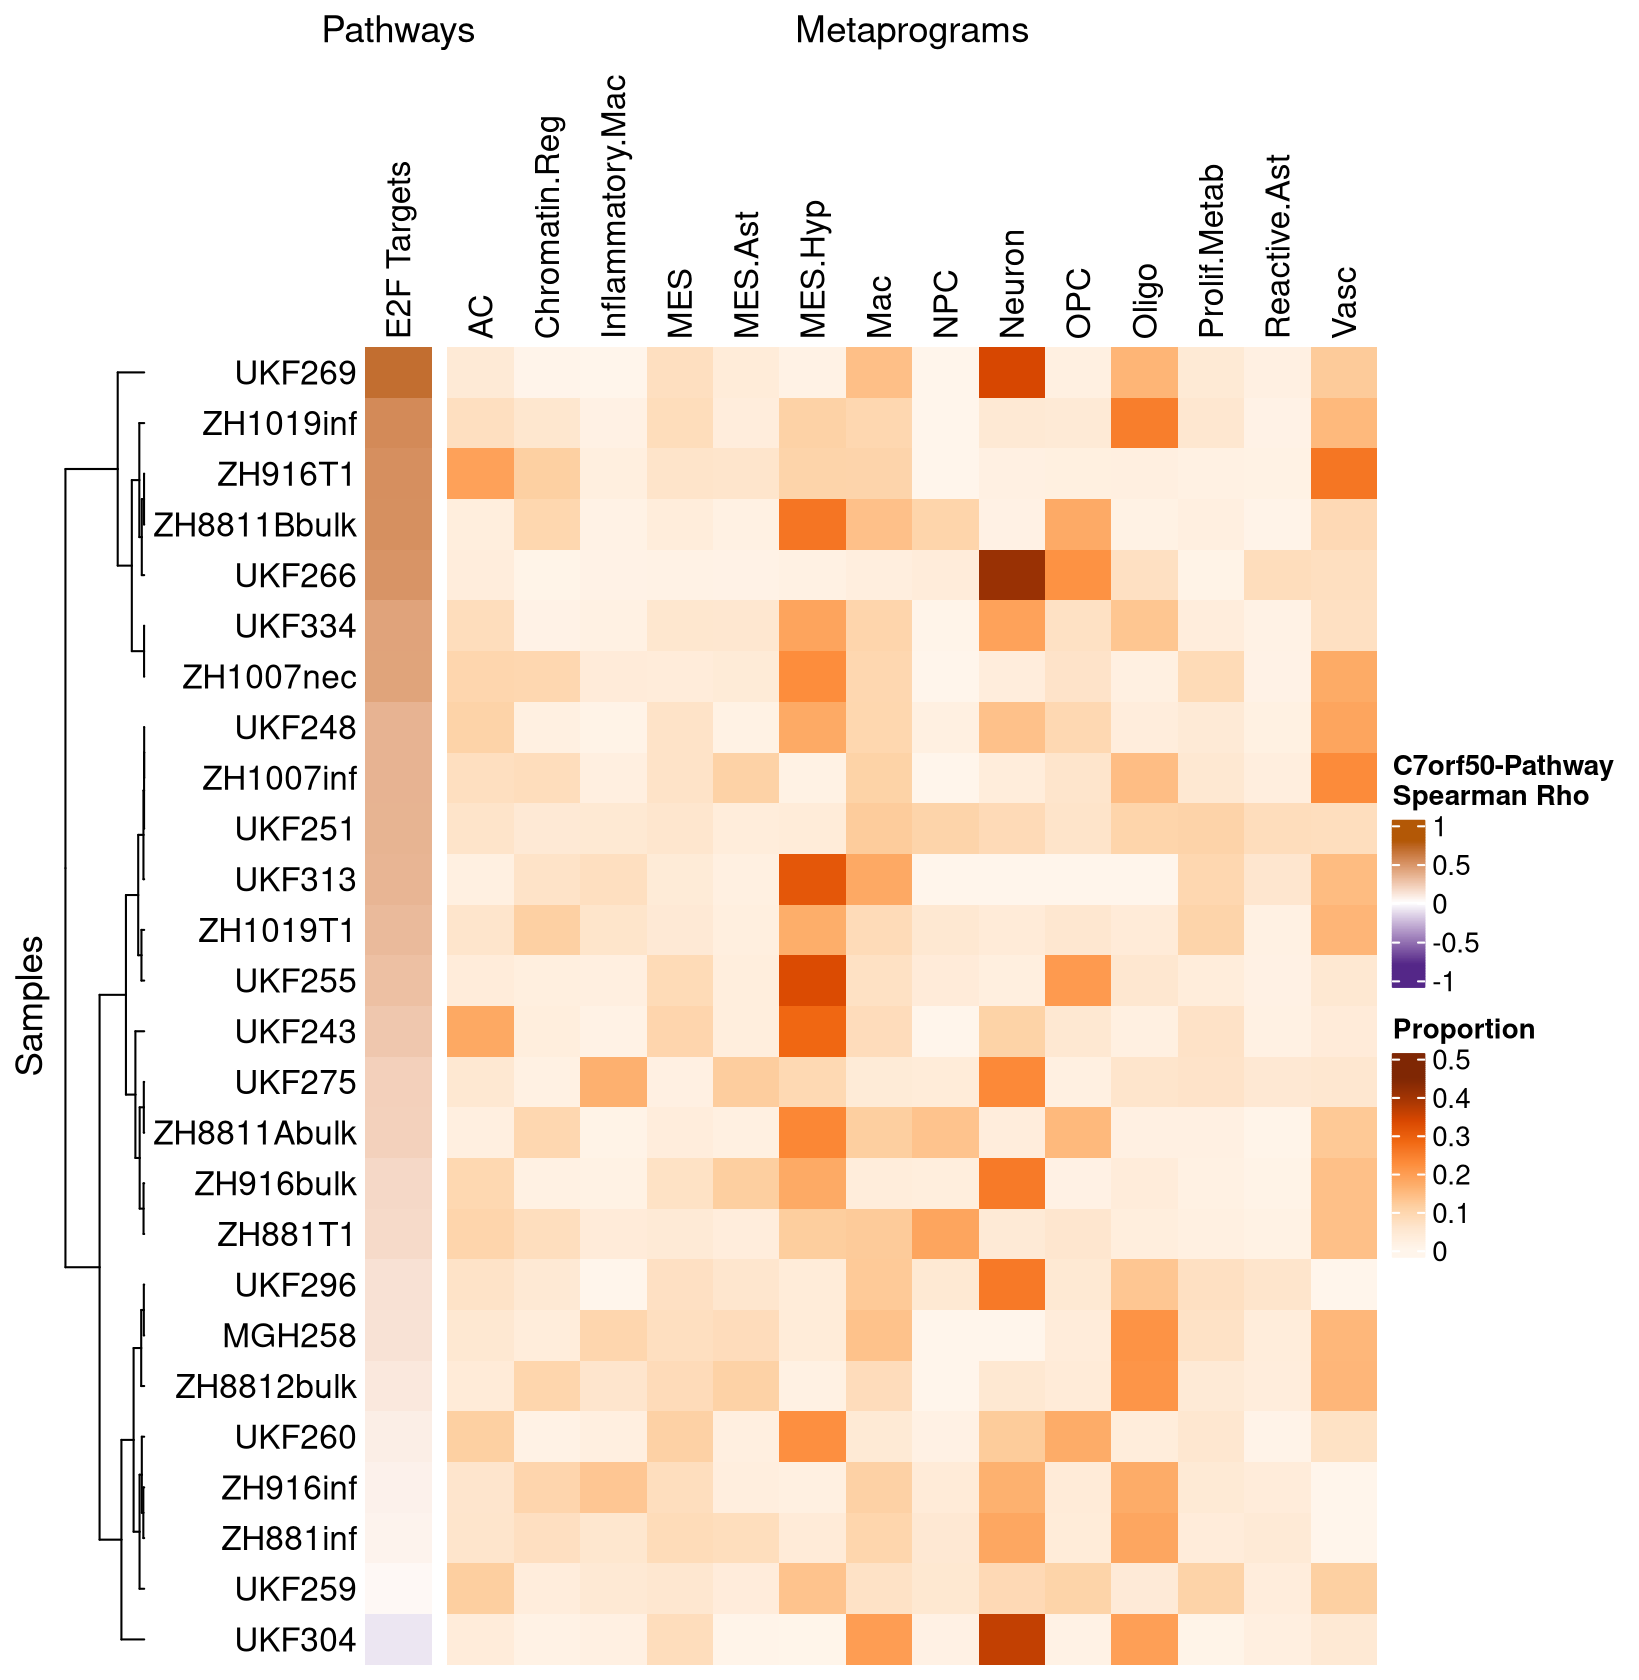 Pathways
Metaprograms
E2F Targets
AC
Chromatin.Reg
Inflammatory.Mac
MES
MES.Ast
MES.Hyp
Mac
NPC
Neuron
OPC
Oligo
Prolif.Metab
Reactive.Ast
Vasc
Samples
UKF269
ZH1019inf
ZH916T1
ZH8811Bbulk
UKF266
UKF334
ZH1007nec
UKF248
ZH1007inf
UKF251
UKF313
ZH1019T1
UKF255
UKF243
UKF275
ZH8811Abulk
ZH916bulk
ZH881T1
UKF296
MGH258
ZH8812bulk
UKF260
ZH916inf
ZH881inf
UKF259
UKF304
C7orf50-Pathway
Spearman Rho
1
0.5
0
-0.5
-1
Proportion
0.5
0.4
0.3
0.2
0.1
0